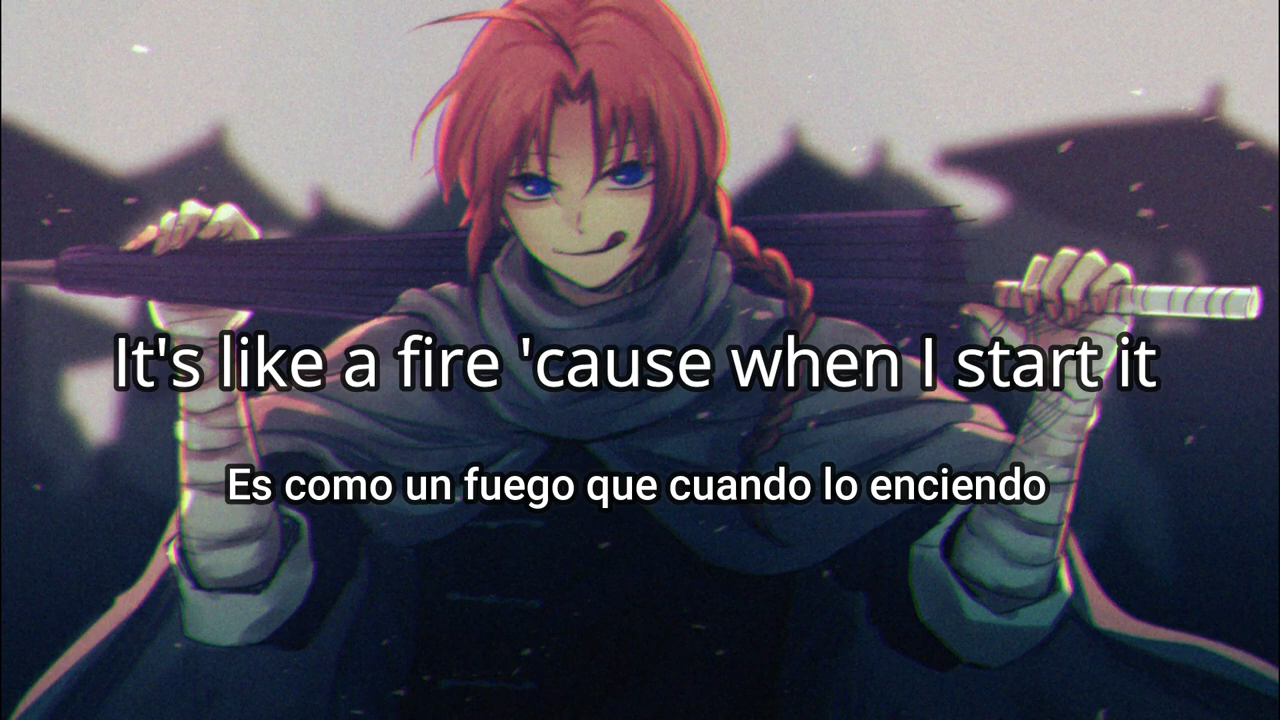 It's like a fire 'cause when I start it
Es como un fuego que cuando lo enciendo